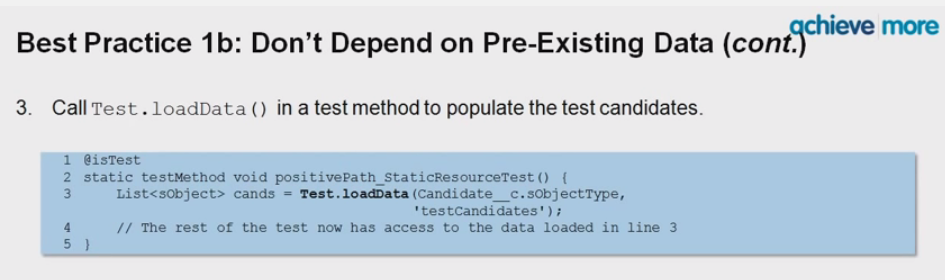 achieve more
Best Practice 1b: Don't Depend on Pre-Existing Data (cont.)
3. Call Test.loadData() in a test method to populate the test candidates.
1 @isTest
2 static testMethod void positivePath_StaticResourceTest() {
3 List<sObject> cands = Test.loadData(Candidate__c.sObjectType,
'testCandidates');
4 // The rest of the test now has access to the data loaded in line 3
5 }